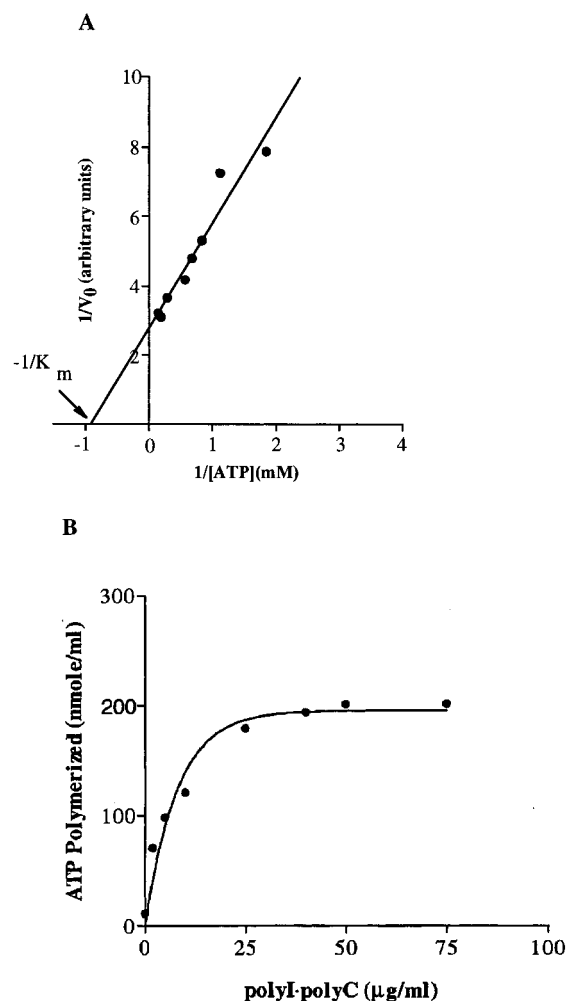 A
10
8
6
4
2
1/V0 (arbitrary units)
-1/K m
-1 0 1 2 3 4
1/[ATP](mM)
B
300
200
100
0
ATP Polymerized (nmole/ml)
0 25 50 75 100
polyI·polyC (μg/ml)